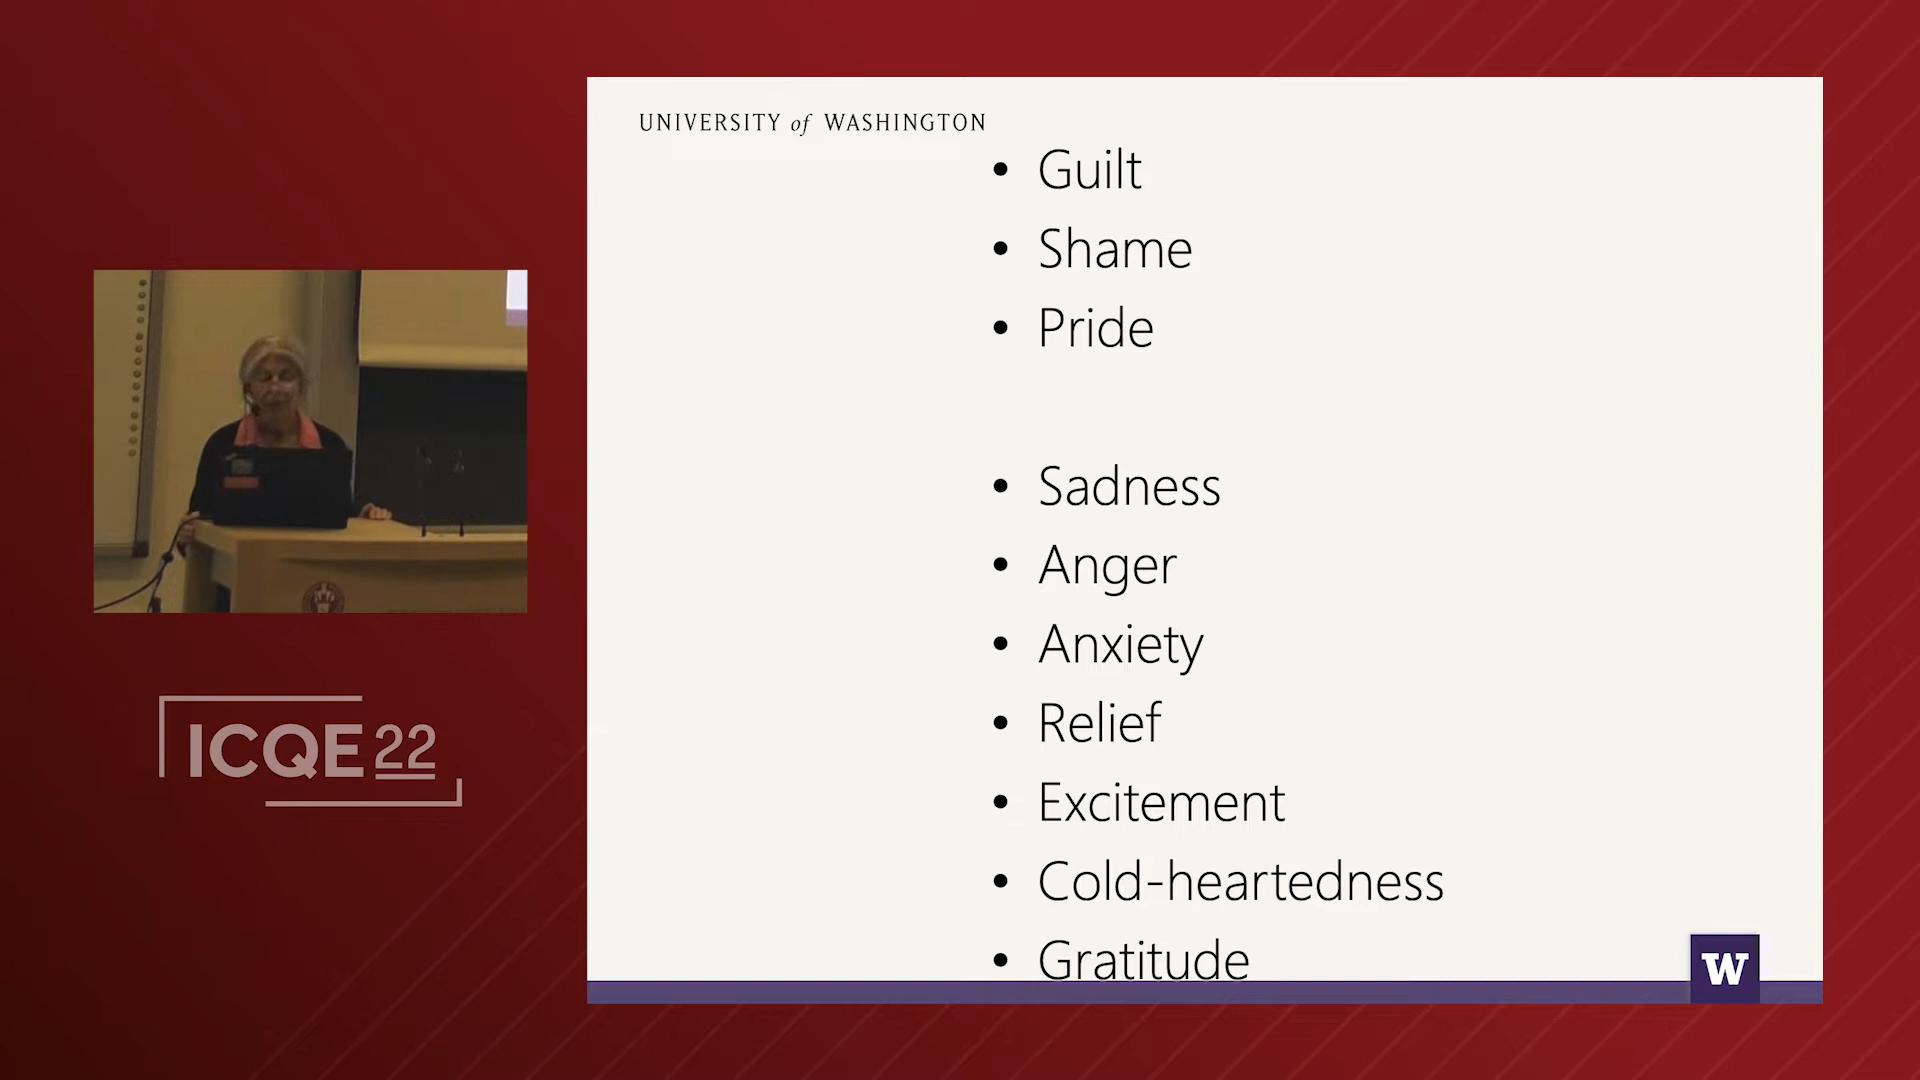 UNIVERSITY of WASHINGTON
• Guilt
• Shame
• Pride
• Sadness
• Anger
• Anxiety
• Relief
• Excitement
• Cold-heartedness
• Gratitude
W
ICQE 22